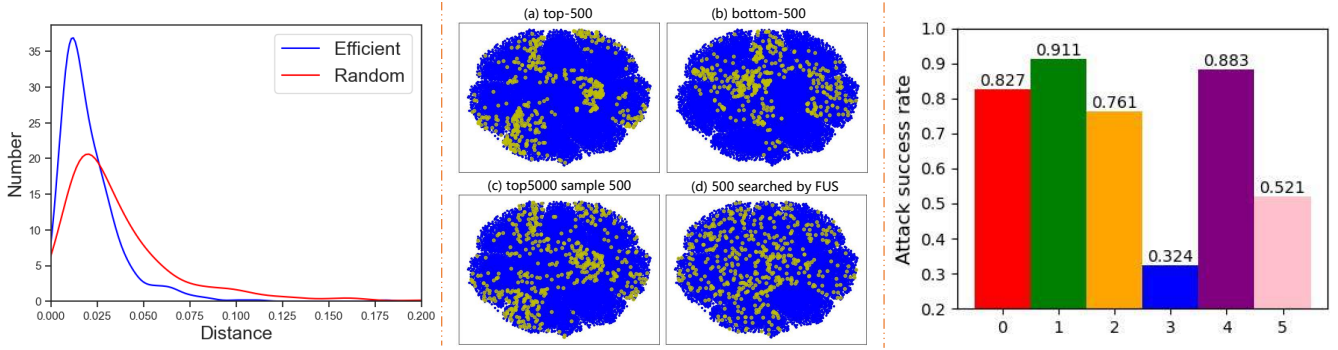 Efficient
Random
Number
35
30
25
20
15
10
5
0
0.000 0.025 0.050 0.075 0.100 0.125 0.150 0.175 0.200
Distance
(a) top-500
(b) bottom-500
(c) top5000 sample 500
(d) 500 searched by FUS
Attack success rate
1.0
0.9
0.8
0.7
0.6
0.5
0.4
0.3
0.2
0.827
0.911
0.761
0.324
0.883
0.521
0 1 2 3 4 5